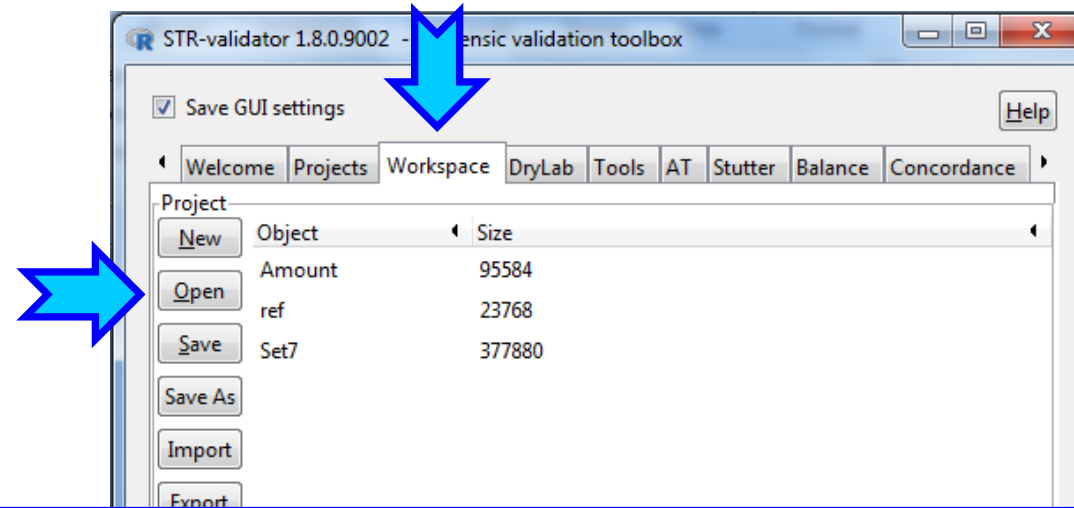 STR-validator 1.8.0.9002 - ensic validation toolbox
Save GUI settings
Help
Welcome Projects Workspace DryLab Tools AT Stutter Balance Concordance
Project
New
Object Size
Amount 95584
Open
ref 23768
Save
Set7 377880
Save As
Import
Export